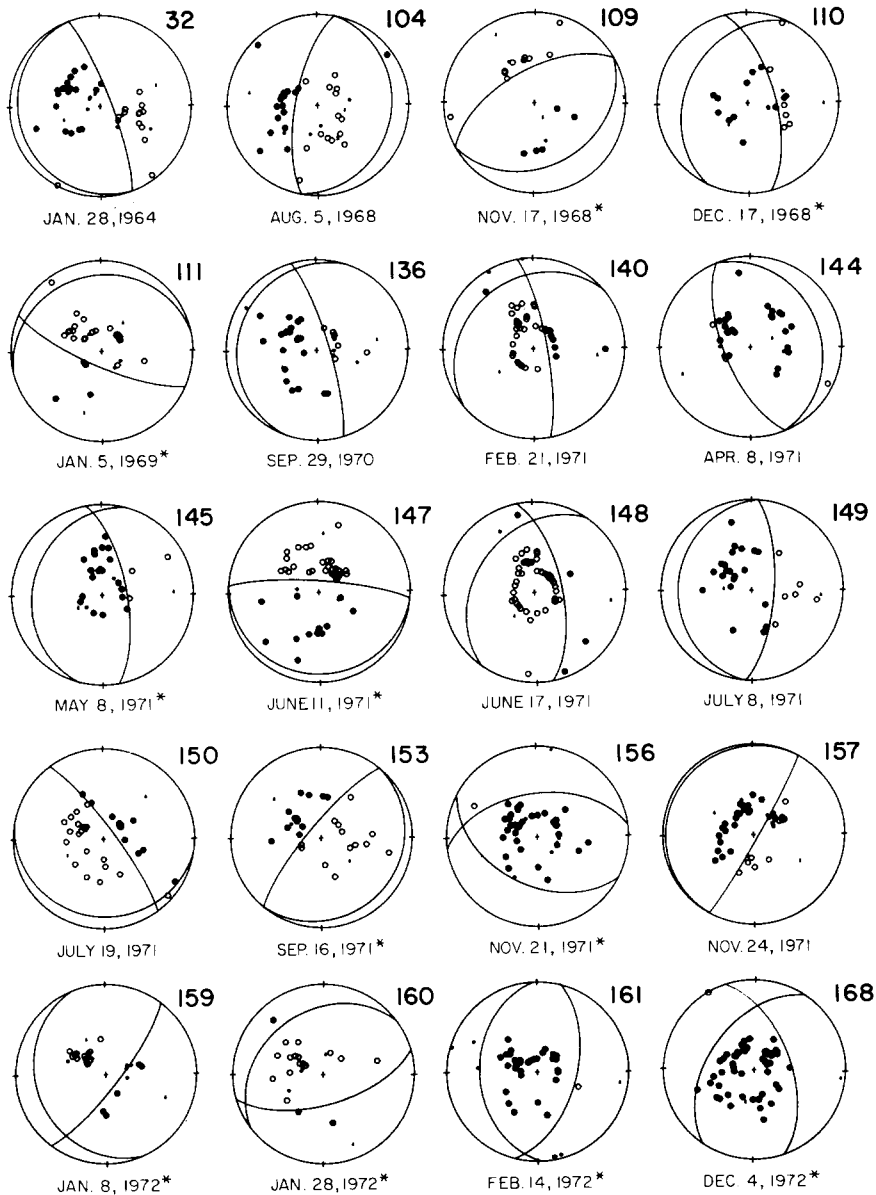 32 104 109 110
JAN. 28, 1964 AUG. 5, 1968 NOV. 17, 1968* DEC. 17, 1968*
111 136 140 144
JAN. 5, 1969* SEP. 29, 1970 FEB. 21, 1971 APR. 8, 1971
145 147 148 149
MAY 8, 1971* JUNE 11, 1971* JUNE 17, 1971 JULY 8, 1971
150 153 156 157
JULY 19, 1971 SEP. 16, 1971* NOV. 21, 1971* NOV. 24, 1971
159 160 161 168
JAN. 8, 1972* JAN. 28, 1972* FEB. 14, 1972* DEC. 4, 1972*